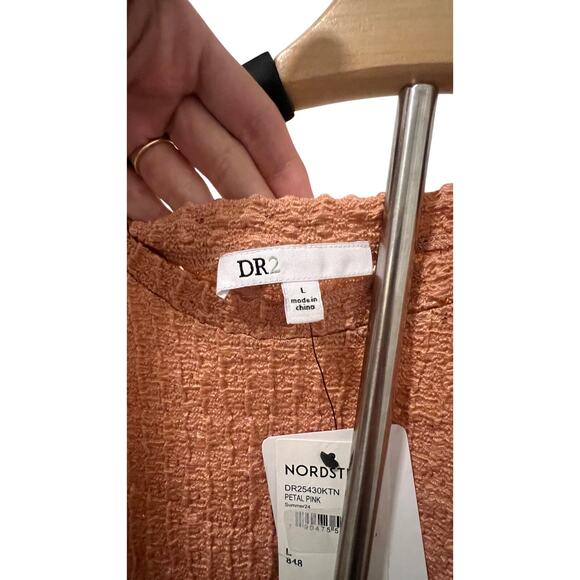 DR2
L
made in
china
NORDST
DR25430KTN
PETAL PINK
Summer24
L
848